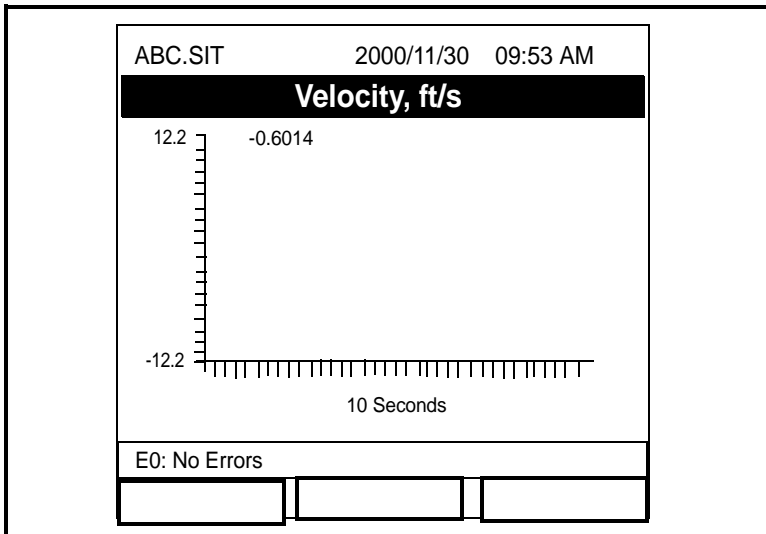 ABC.SIT 2000/11/30 09:53 AM
Velocity, ft/s
12.2 -0.6014
-12.2
10 Seconds
E0: No Errors